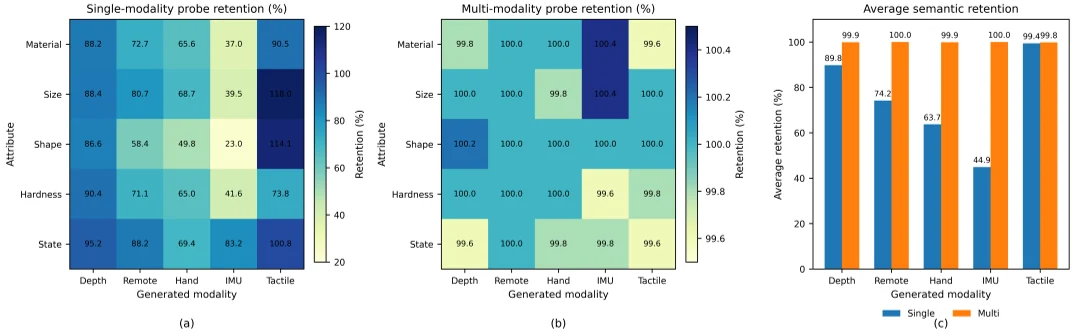 Single-modality probe retention (%)
Attribute
Material
Size
Shape
Hardness
State
88.2 72.7 65.6 37.0 90.5
88.4 80.7 68.7 39.5 118.0
86.6 58.4 49.8 23.0 114.1
90.4 71.1 65.0 41.6 73.8
95.2 88.2 69.4 83.2 100.8
Depth Remote Hand IMU Tactile
Generated modality
120
100
80
60
40
20
Retention (%)
(a)
Multi-modality probe retention (%)
Attribute
Material
Size
Shape
Hardness
State
99.8 100.0 100.0 100.4 99.6
100.0 100.0 99.8 100.4 100.0
100.2 100.0 100.0 100.0 100.0
100.0 100.0 100.0 99.6 99.8
99.6 100.0 99.8 99.8 99.6
Depth Remote Hand IMU Tactile
Generated modality
100.4
100.2
100.0
99.8
99.6
Retention (%)
(b)
Average semantic retention
Average retention (%)
100
80
60
40
20
0
89.8 99.9 74.2 100.0 63.7 99.9 44.9 100.0 99.4 99.8
Depth Remote Hand IMU Tactile
Generated modality
Single Multi
(c)